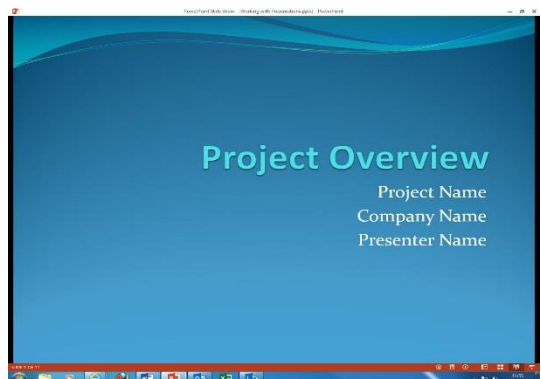 PowerPoint Slide Show - [Working with Presentations.pptx] - PowerPoint
Project Overview
Project Name
Company Name
Presenter Name